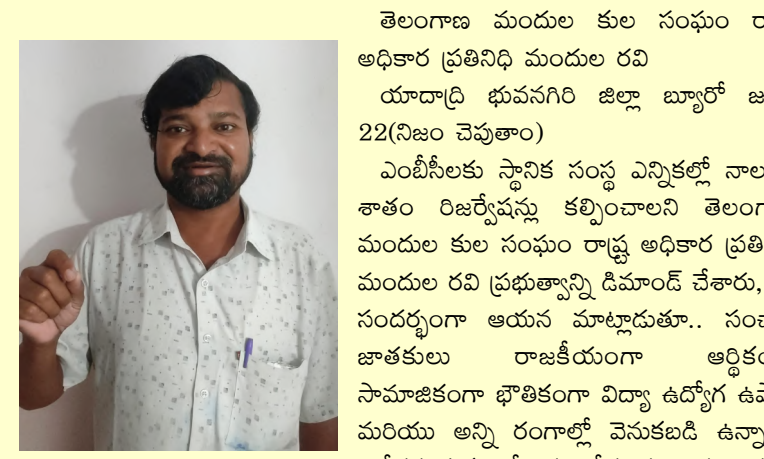 తెలంగాణ మందుల కుల సంఘం
అధికార ప్రతినిధి మందుల రవి
యాదాద్రి భువనగిరి జిల్లా బ్యూరో
22(నిజం చెపుతాం)
ఎంబీసీలకు స్థానిక సంస్థ ఎన్నికల్లో
శాతం రిజర్వేషన్లు కల్పించాలని
మందుల కుల సంఘం రాష్ట్ర అధికార
మందుల రవి ప్రభుత్వాన్ని డిమాండ్ చేశారు,
సందర్భంగా ఆయన మాట్లాడుతూ..
జాతకులు రాజకీయంగా
సామాజికంగా భౌతికంగా విద్యా ఉద్యోగ
మరియు అన్ని రంగాల్లో వెనుకబడి